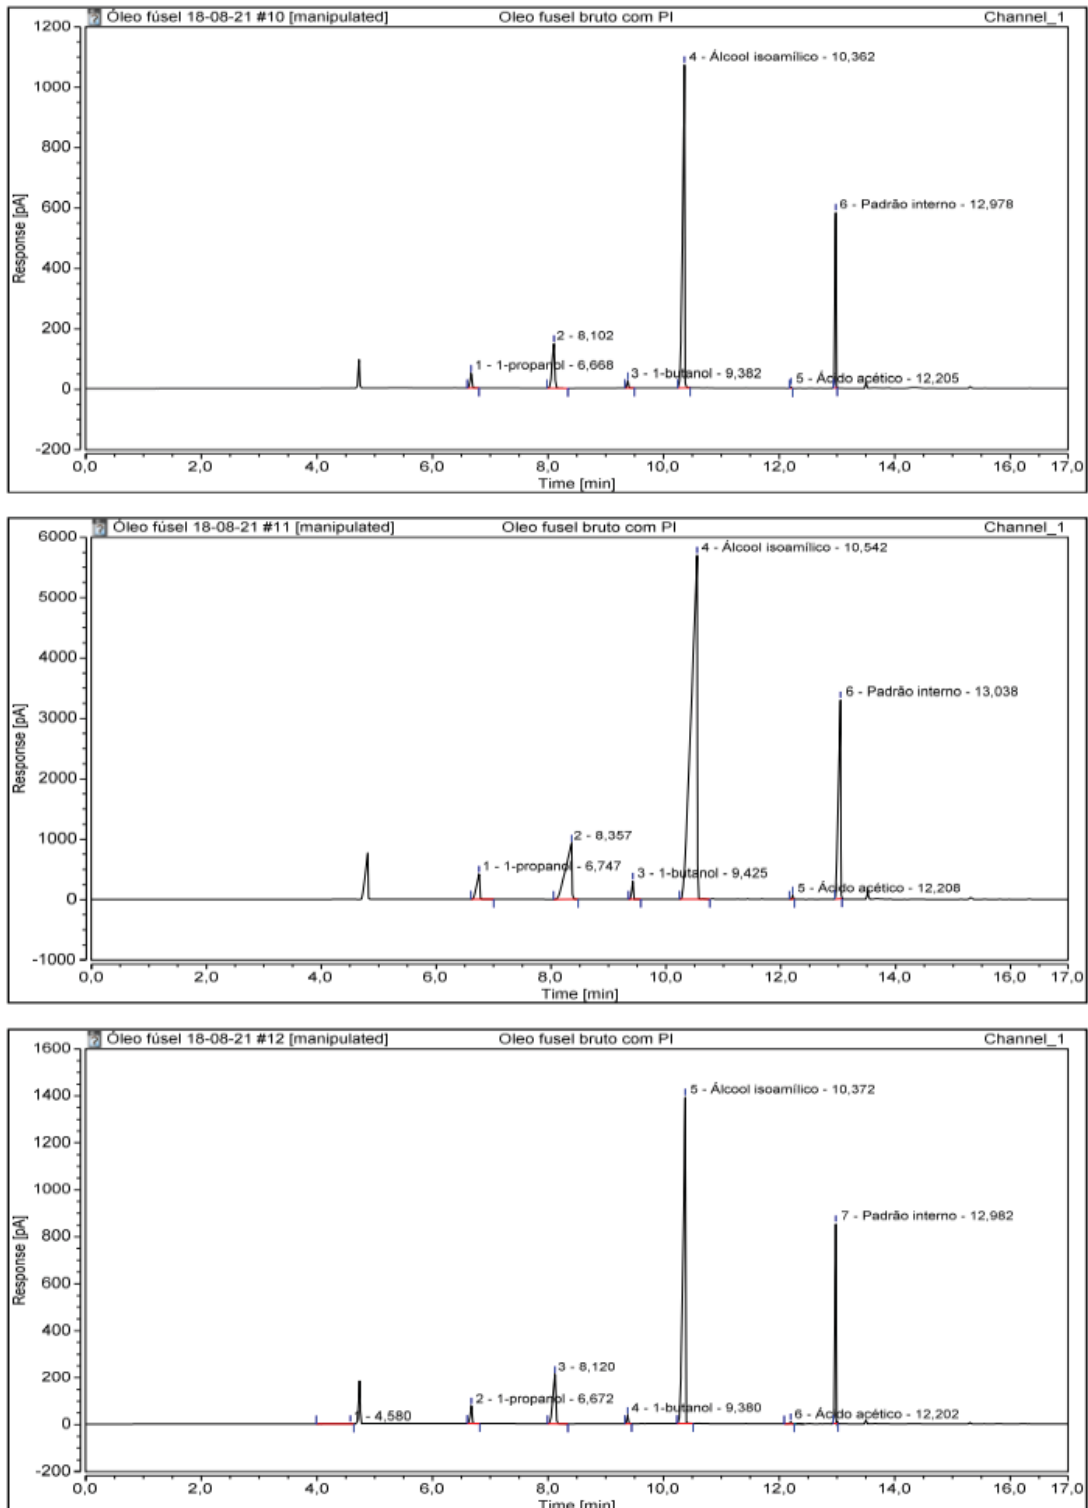 Óleo fúsel 18-08-21 #10 [manipulated] Oleo fusel bruto com PI Channel_1
1200
1000
800
600
400
200
0
-200
Response [pA]
4 - Álcool isoamílico - 10,362
6 - Padrão interno - 12,978
2 - 8,102
1 - 1-propanol - 6,668
3 - 1-butanol - 9,382
5 - Ácido acético - 12,205
0,0 2,0 4,0 6,0 8,0 10,0 12,0 14,0 16,0 17,0
Time [min]
Óleo fúsel 18-08-21 #11 [manipulated] Oleo fusel bruto com PI Channel_1
6000
5000
4000
3000
2000
1000
0
-1000
Response [pA]
4 - Álcool isoamílico - 10,542
6 - Padrão interno - 13,038
2 - 8,357
1 - 1-propanol - 6,747
3 - 1-butanol - 9,425
5 - Ácido acético - 12,208
0,0 2,0 4,0 6,0 8,0 10,0 12,0 14,0 16,0 17,0
Time [min]
Óleo fúsel 18-08-21 #12 [manipulated] Oleo fusel bruto com PI Channel_1
1600
1400
1200
1000
800
600
400
200
0
-200
Response [pA]
5 - Álcool isoamílico - 10,372
7 - Padrão interno - 12,982
3 - 8,120
2 - 1-propanol - 6,672
4 - 1-butanol - 9,380
- 4,580
6 - Ácido acético - 12,202
0,0 2,0 4,0 6,0 8,0 10,0 12,0 14,0 16,0 17,0
Time [min]